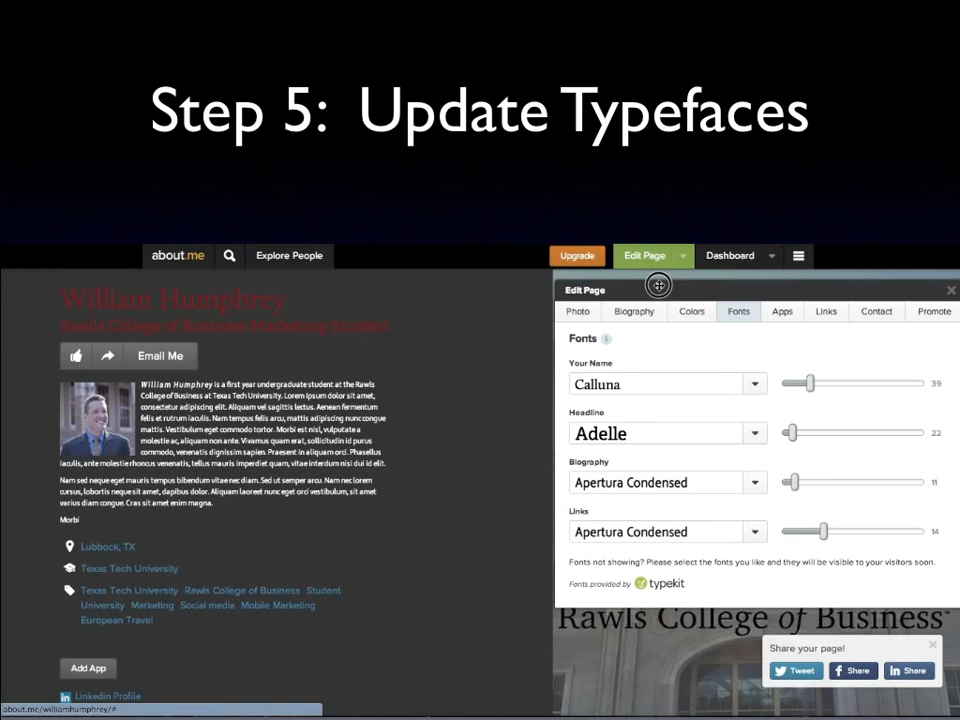 Step 5: Update Typefaces
about.me
Explore People
Upgrade
Edit Page
Dashboard
William Humphrey
Rawls College of Business Marketing Student
Email Me
William Humphrey is a first year undergraduate student at the Rawls
College of Business at Texas Tech University. Lorem ipsum dolor sit amet,
consectetur adipiscing elit. Aliquam vel sagittis lectus. Aenean fermentum
felis et rutrum iaculis. Nam tempus felis arcu, mattis adipiscing nunc congue
mattis. Vestibulum eget commodo tortor. Morbi est nisl, vulputate a
molestie ac, aliquam non ante. Vivamus quam erat, sollicitudin id purus
commodo, venenatis dignissim sapien. Praesent in aliquam orci. Phasellus
iaculis, ante molestie rhoncus venenatis, tellus mauris imperdiet quam, vitae interdum nisi dui id elit.
Nam sed neque eget mauris tempus bibendum vitae nec diam. Sed ut semper arcu. Nam nec lorem
cursus, lobortis neque sit amet, dapibus dolor. Aliquam laoreet nunc eget orci vestibulum, sit amet
varius diam congue. Cras sit amet enim magna.
Morbi
Lubbock, TX
Texas Tech University
Texas Tech University Rawls College of Business Student
University Marketing Social media Mobile Marketing
European Travel
Add App
in Linkedin Profile
about.me/williamhumphrey/#
Edit Page
Photo
Biography
Colors
Fonts
Apps
Links
Contact
Promote
Fonts
Your Name
Calluna
39
Headline
Adelle
22
Biography
Apertura Condensed
11
Links
Apertura Condensed
14
Fonts not showing? Please select the fonts you like and they will be visible to your visitors soon.
Fonts provided by typekit
Rawls College of Business™
Share your page!
Tweet
f Share
in Share